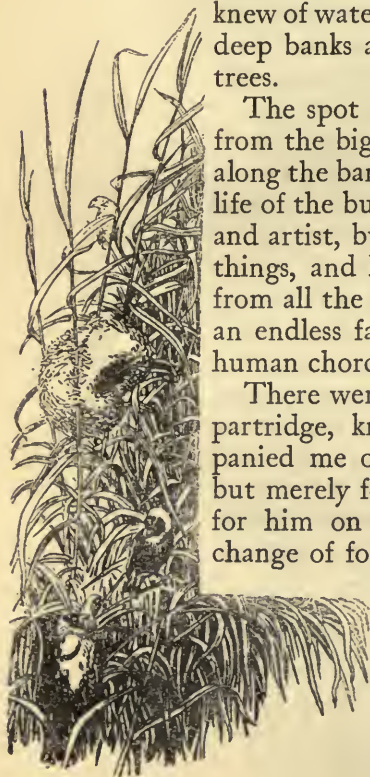 knew of wate
deep banks a
trees.
The spot
from the big
along the bar
life of the bu
and artist, bu
things, and
from all the
an endless fa
human chord
There wer
partridge, kn
panied me o
but merely f
for him on
change of fo